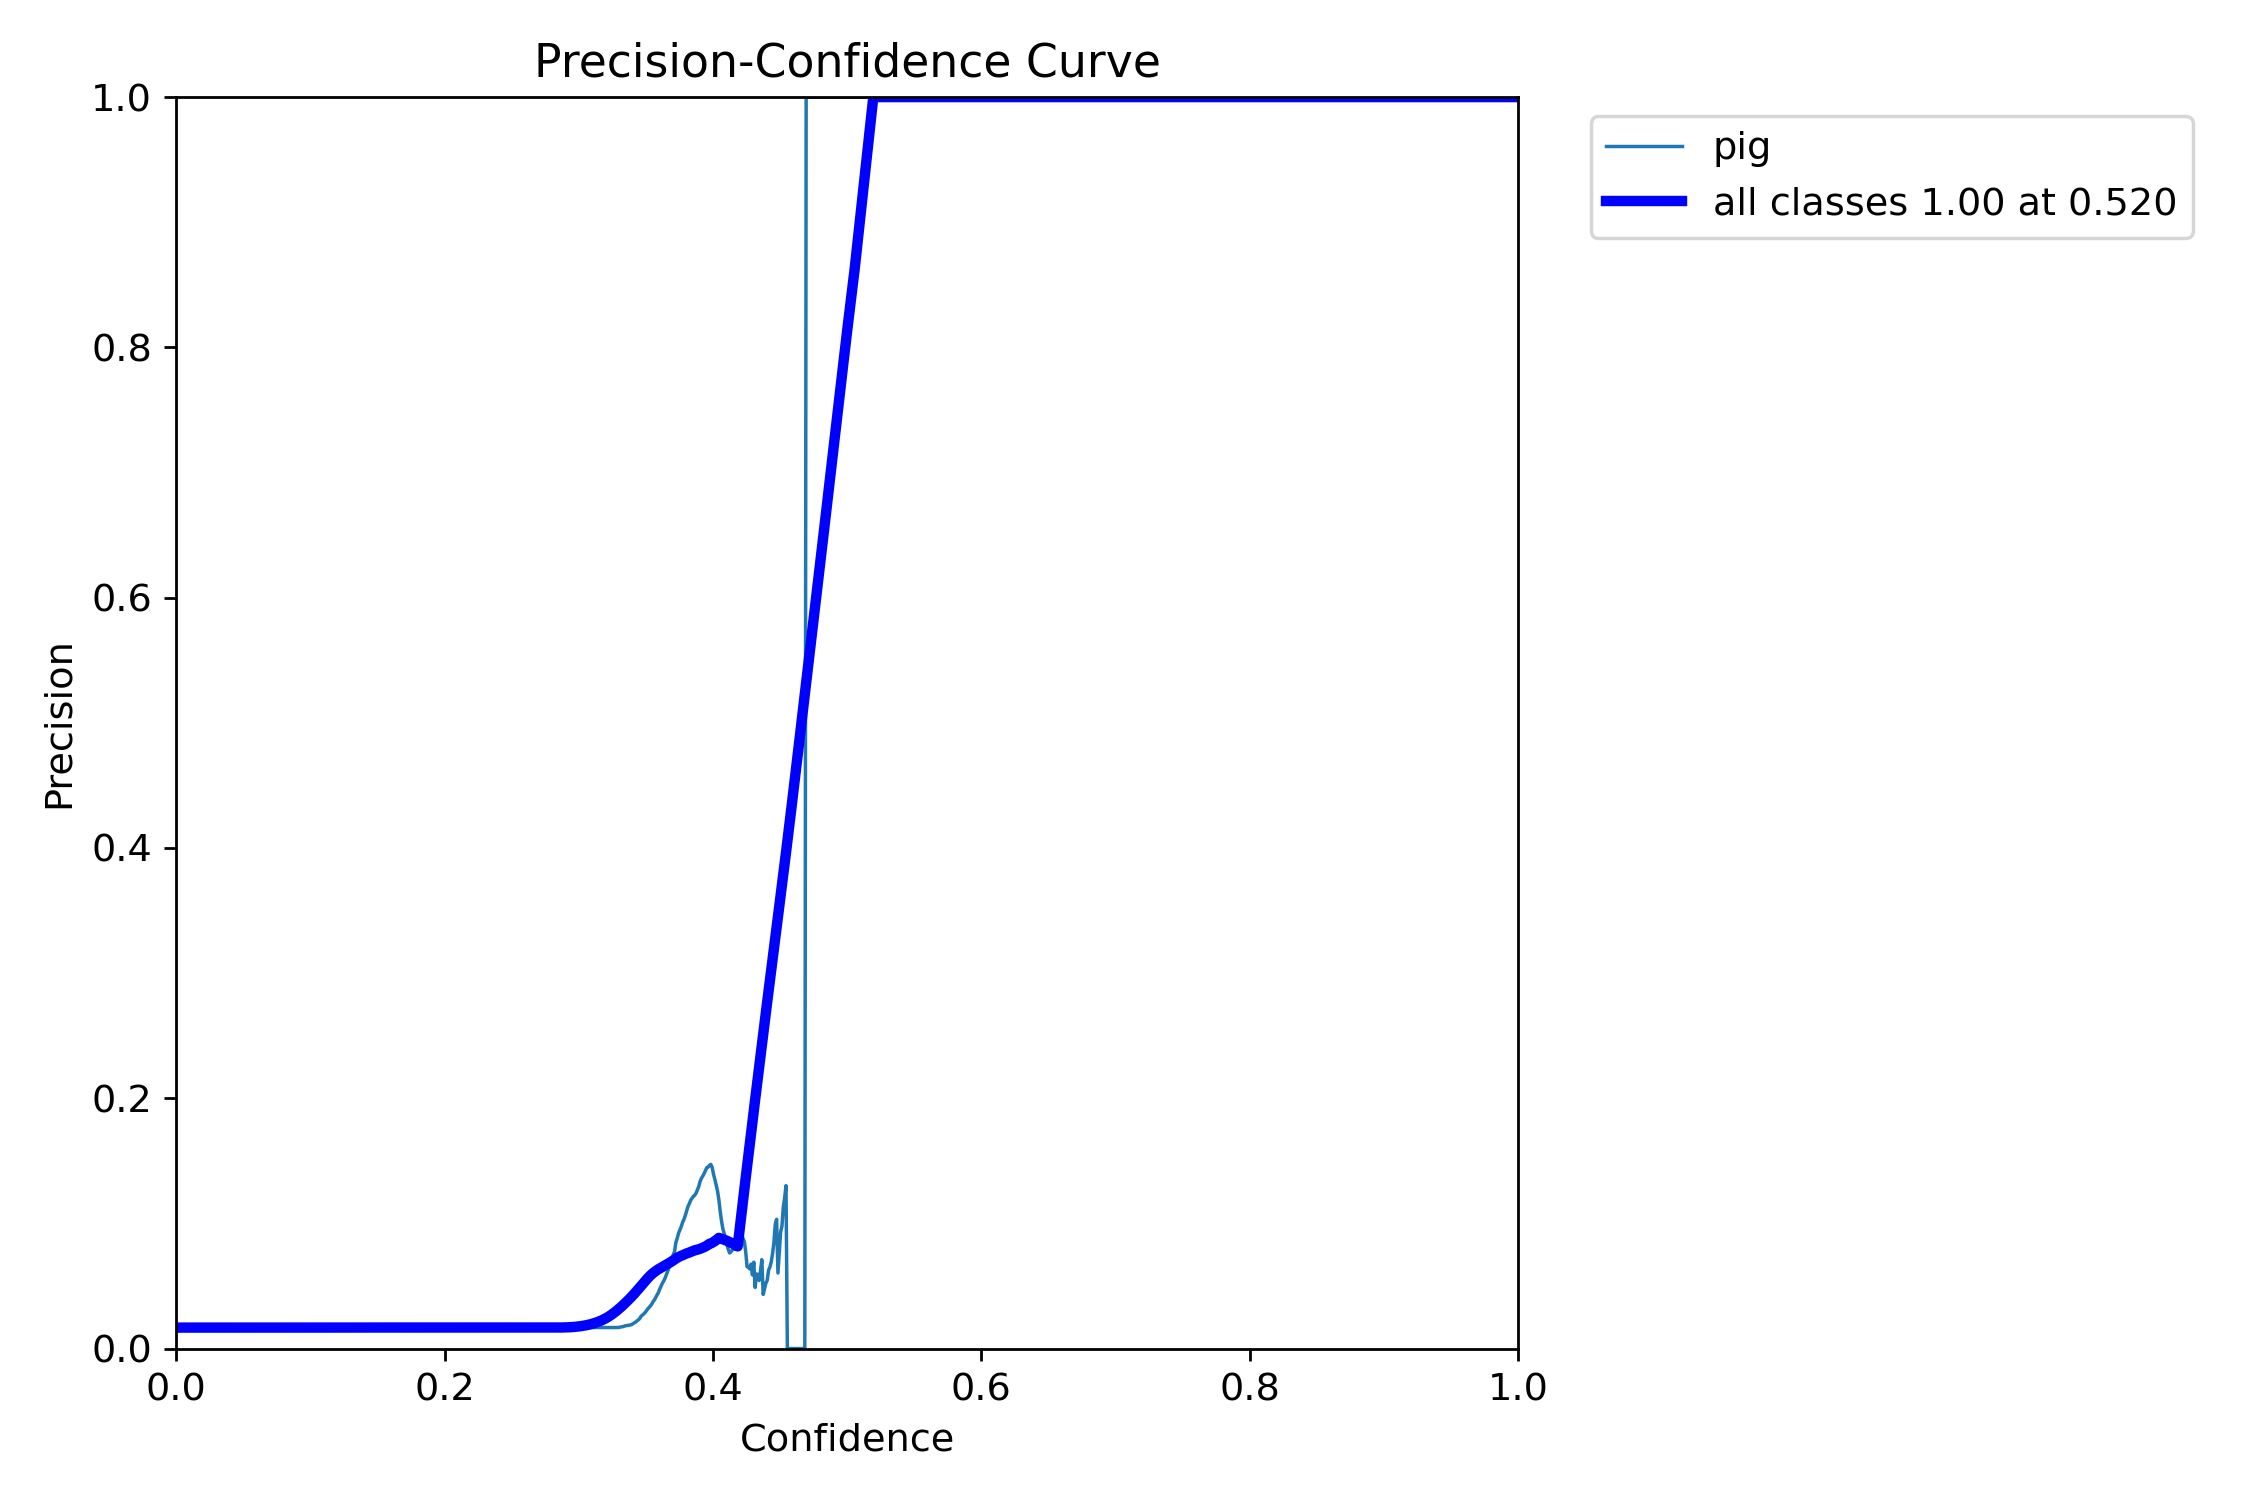 Precision-Confidence Curve
1.0
0.8
0.6
0.4
0.2
0.0
Precision
0.0 0.2 0.4 0.6 0.8 1.0
Confidence
pig
all classes 1.00 at 0.520